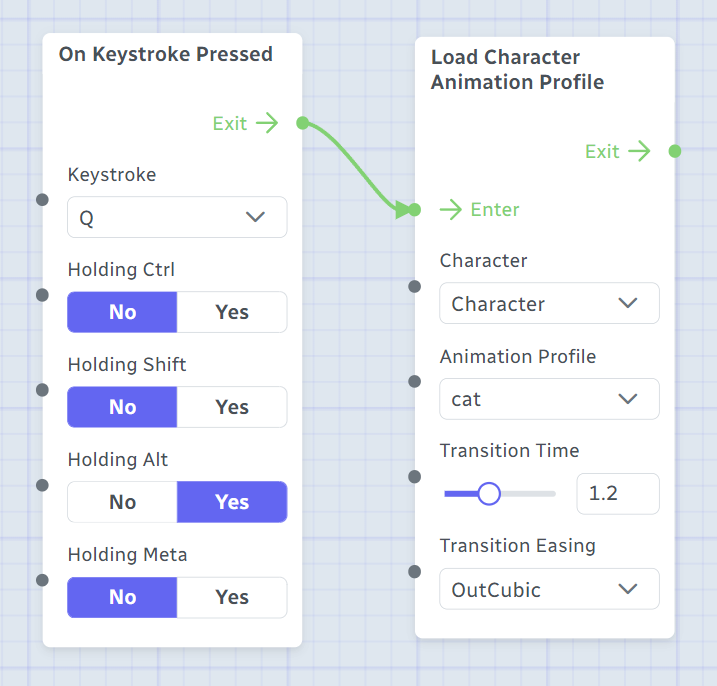 On Keystroke Pressed
Exit
Keystroke
Q
Holding Ctrl
No Yes
Holding Shift
No Yes
Holding Alt
No Yes
Holding Meta
No Yes
Load Character
Animation Profile
Exit
Enter
Character
Character
Animation Profile
cat
Transition Time
1.2
Transition Easing
OutCubic